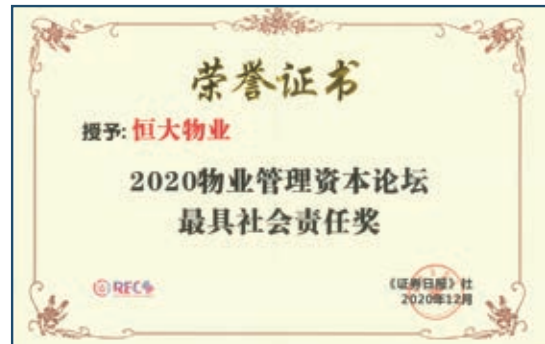 荣誉证书
授予: 恒大物业
2020物业管理资本论坛
最具社会责任奖
REC
《证券日报》社
2020年12月